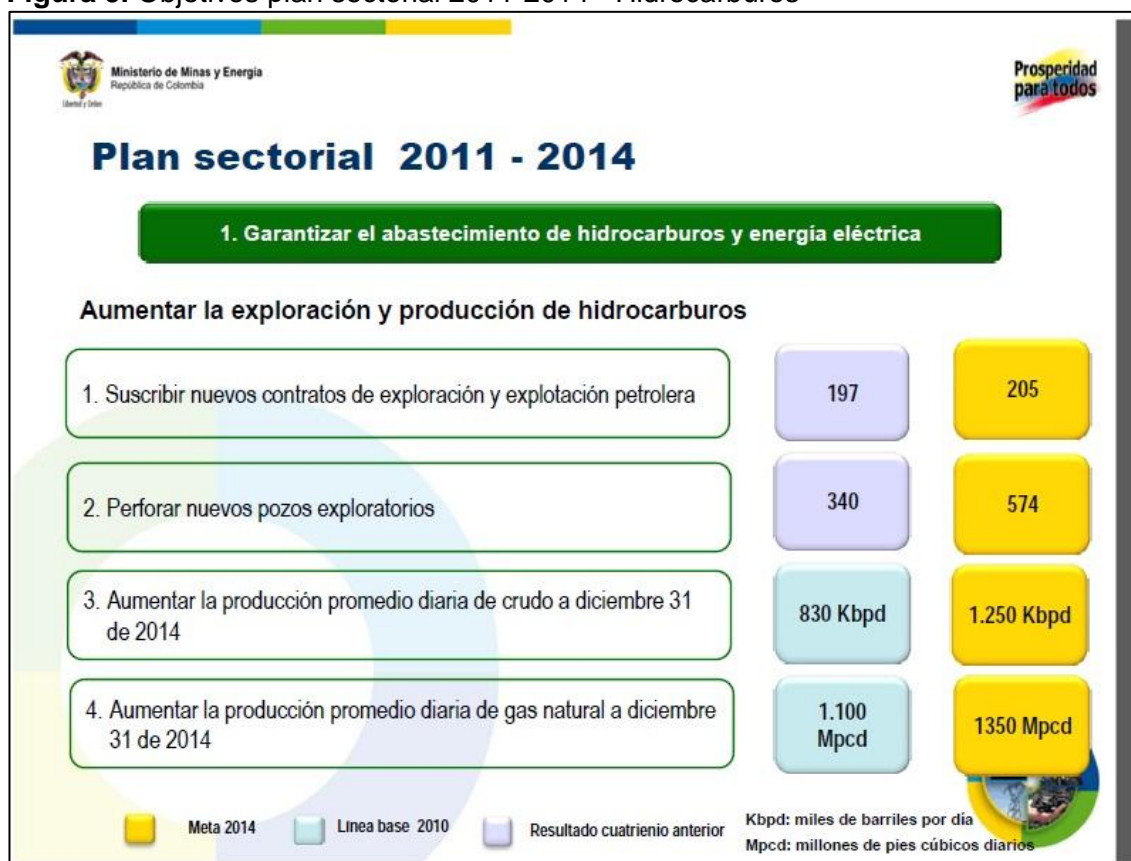 Figura 3. Objetivos plan sectorial 2011-2014 - Hidrocarburos
Ministerio de Minas y Energía
República de Colombia
Libertad y Orden
Prosperidad
para todos
Plan sectorial 2011 - 2014
1. Garantizar el abastecimiento de hidrocarburos y energía eléctrica
Aumentar la exploración y producción de hidrocarburos
1. Suscribir nuevos contratos de exploración y explotación petrolera
197
205
2. Perforar nuevos pozos exploratorios
340
574
3. Aumentar la producción promedio diaria de crudo a diciembre 31
de 2014
830 Kbpd
1.250 Kbpd
4. Aumentar la producción promedio diaria de gas natural a diciembre
31 de 2014
1.100
Mpcd
1350 Mpcd
Meta 2014
Línea base 2010
Resultado cuatrienio anterior
Kbpd: miles de barriles por día
Mpcd: millones de pies cúbicos diarios